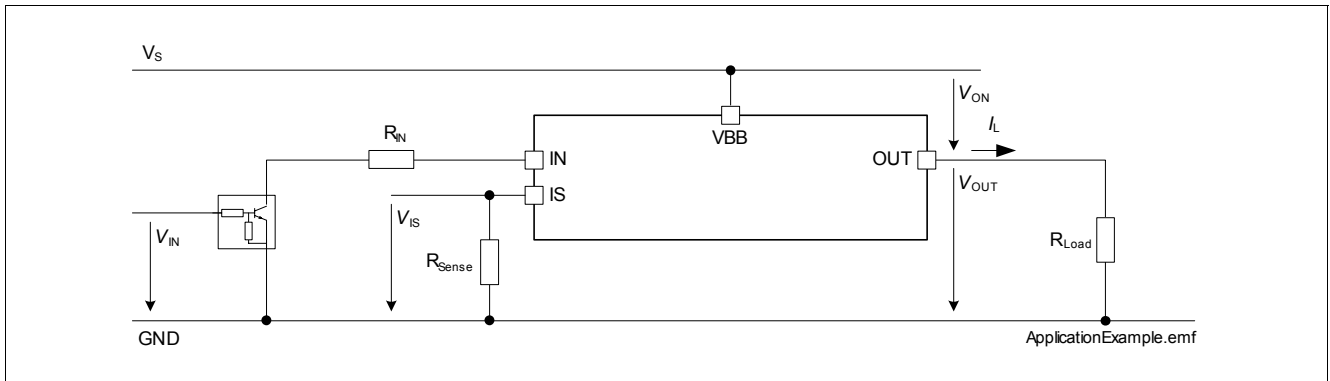 VS
VON
RIN
VBB
IL
IN
OUT
IS
VOUT
VIS
VIN
RLoad
RSense
GND
ApplicationExample.emf